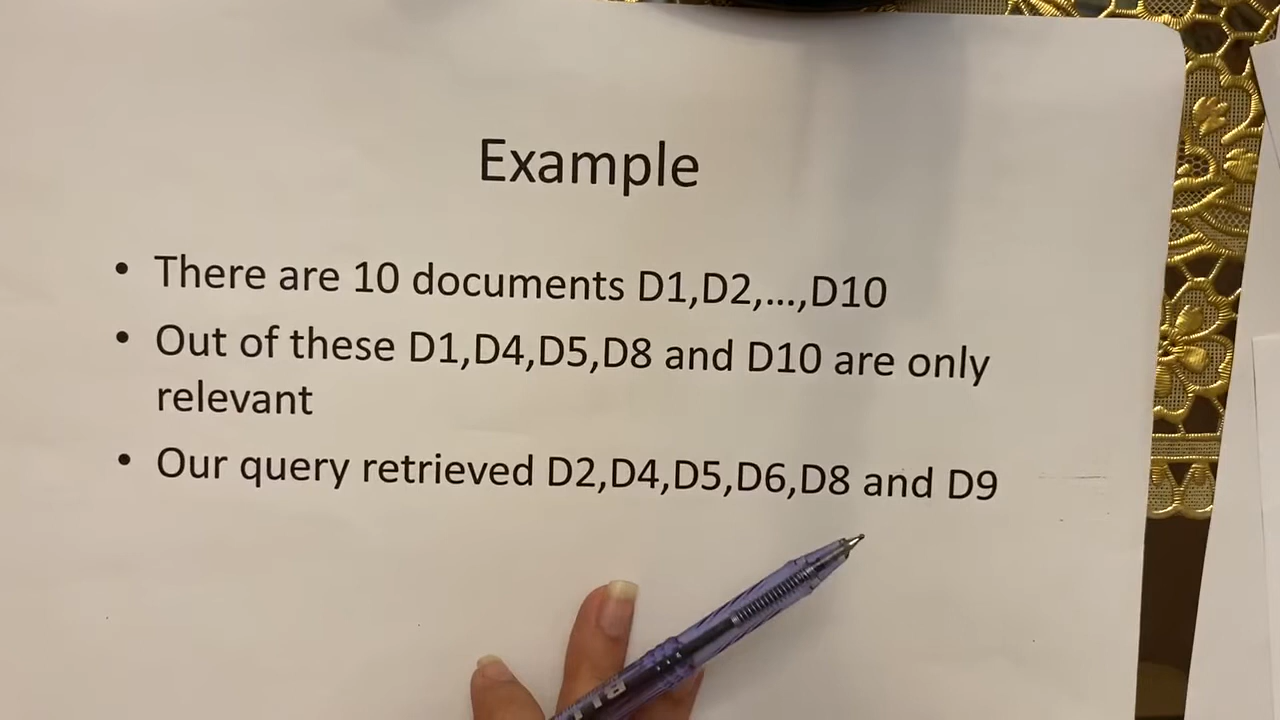 Example
• There are 10 documents D1,D2,...,D10
• Out of these D1,D4,D5,D8 and D10 are only
relevant
• Our query retrieved D2,D4,D5,D6,D8 and D9